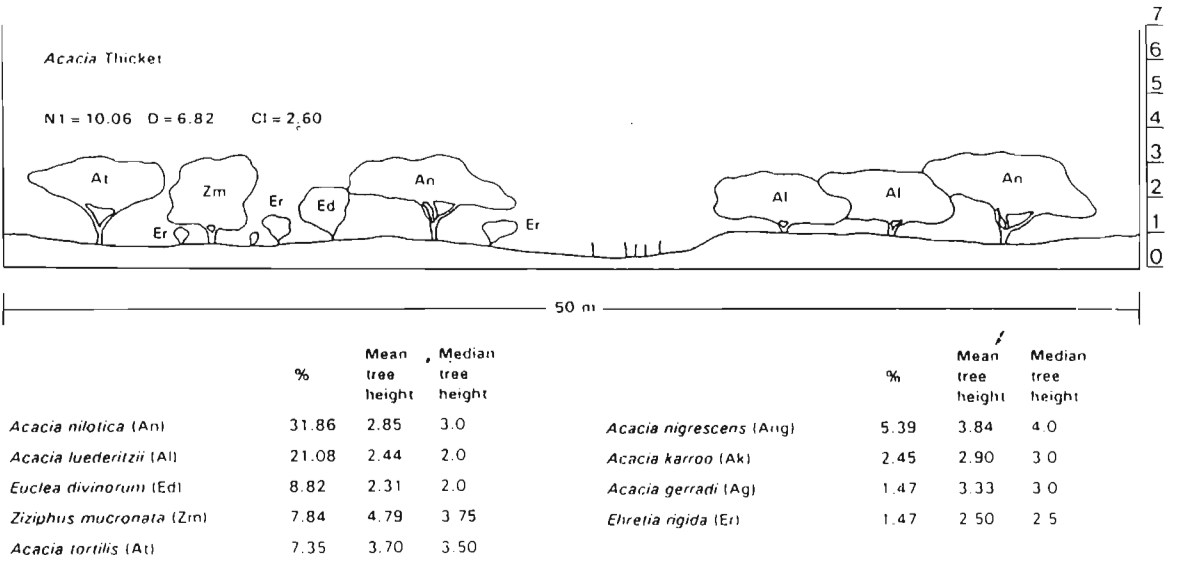 7
Acacia Thicket
6
5
N1 = 10.06 D = 6.82 CI = 2.60
4
3
At
Zm
Er
Ed
An
Al
Al
An
2
Er
Er
1
0
50 m
Mean tree height
Median tree height
%
Acacia nilotica (An) 31.86 2.85 3.0
Acacia luederitzii (Al) 21.08 2.44 2.0
Euclea divinorum (Ed) 8.82 2.31 2.0
Ziziphus mucronata (Zm) 7.84 4.79 3 75
Acacia tortilis (At) 7.35 3.70 3.50
Mean tree height
Median tree height
%
Acacia nigrescens (Ang) 5.39 3.84 4.0
Acacia karroo (Ak) 2.45 2.90 3 0
Acacia gerradi (Ag) 1.47 3.33 3 0
Ehretia rigida (Er) 1.47 2 50 2 5